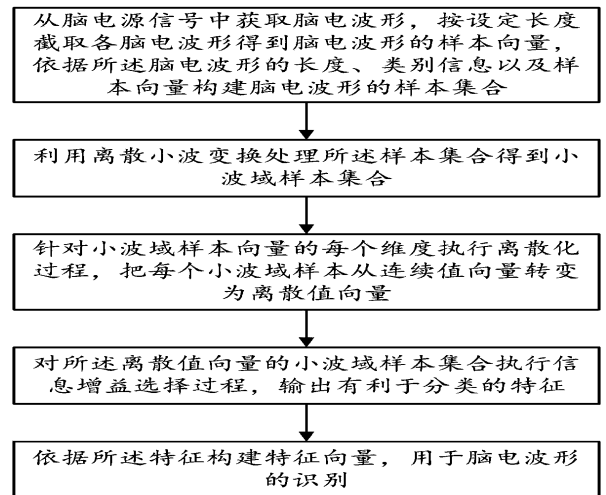 从脑电源信号中获取脑电波形，按设定长度
截取各脑电波形得到脑电波形的样本向量，
依据所述脑电波形的长度、类别信息以及样
本向量构建脑电波形的样本集合
利用离散小波变换处理所述样本集合得到小
波域样本集合
针对小波域样本向量的每个维度执行离散化
过程，把每个小波域样本从连续值向量转变
为离散值向量
对所述离散值向量的小波域样本集合执行信
息增益选择过程，输出有利于分类的特征
依据所述特征构建特征向量，用于脑电波形
的识别